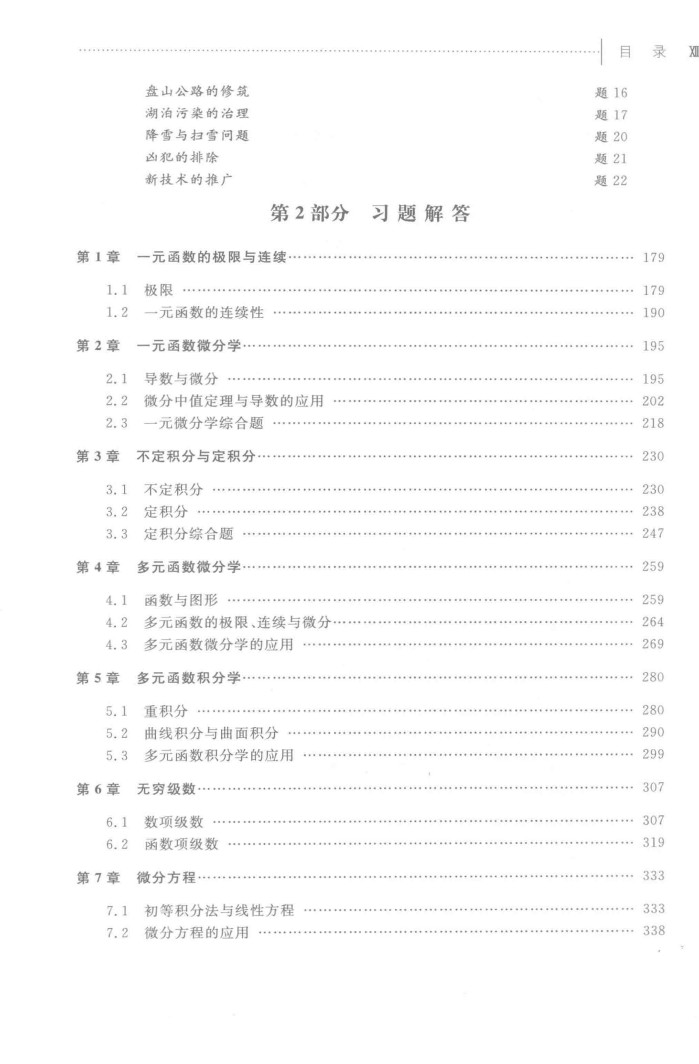 目 录 XIII
盘山公路的修筑 题 16
湖泊污染的治理 题 17
降雪与扫雪问题 题 20
凶犯的排除 题 21
新技术的推广 题 22
第 2 部分 习 题 解 答
第 1 章 一元函数的极限与连续…… 179
1.1 极限 …… 179
1.2 一元函数的连续性 …… 190
第 2 章 一元函数微分学…… 195
2.1 导数与微分 …… 195
2.2 微分中值定理与导数的应用 …… 202
2.3 一元微分学综合题 …… 218
第 3 章 不定积分与定积分…… 230
3.1 不定积分 …… 230
3.2 定积分 …… 238
3.3 定积分综合题 …… 247
第 4 章 多元函数微分学…… 259
4.1 函数与图形 …… 259
4.2 多元函数的极限、连续与微分…… 264
4.3 多元函数微分学的应用 …… 269
第 5 章 多元函数积分学…… 280
5.1 重积分 …… 280
5.2 曲线积分与曲面积分 …… 290
5.3 多元函数积分学的应用 …… 299
第 6 章 无穷级数…… 307
6.1 数项级数 …… 307
6.2 函数项级数 …… 319
第 7 章 微分方程…… 333
7.1 初等积分法与线性方程 …… 333
7.2 微分方程的应用 …… 338